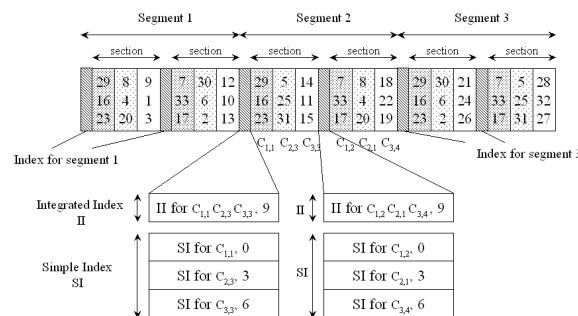 Segment 1 Segment 2 Segment 3
section section section section section section
29 8 9 7 30 12 29 5 14 7 8 18 29 30 21 7 5 28
16 4 1 33 6 10 16 25 11 33 4 22 16 6 24 33 25 32
23 20 3 17 2 13 23 31 15 17 20 19 23 2 26 17 31 27
C1,1 C2,3 C3,3 C1,2 C2,1 C3,4
Index for segment 1 Index for segment 3
Integrated Index
II
II for C1,1 C2,3 C3,3, 9
II
II for C1,2 C2,1 C3,4, 9
Simple Index
SI
SI for C1,1, 0
SI for C2,3, 3
SI for C3,3, 6
SI
SI for C1,2, 0
SI for C2,1, 3
SI for C3,4, 6